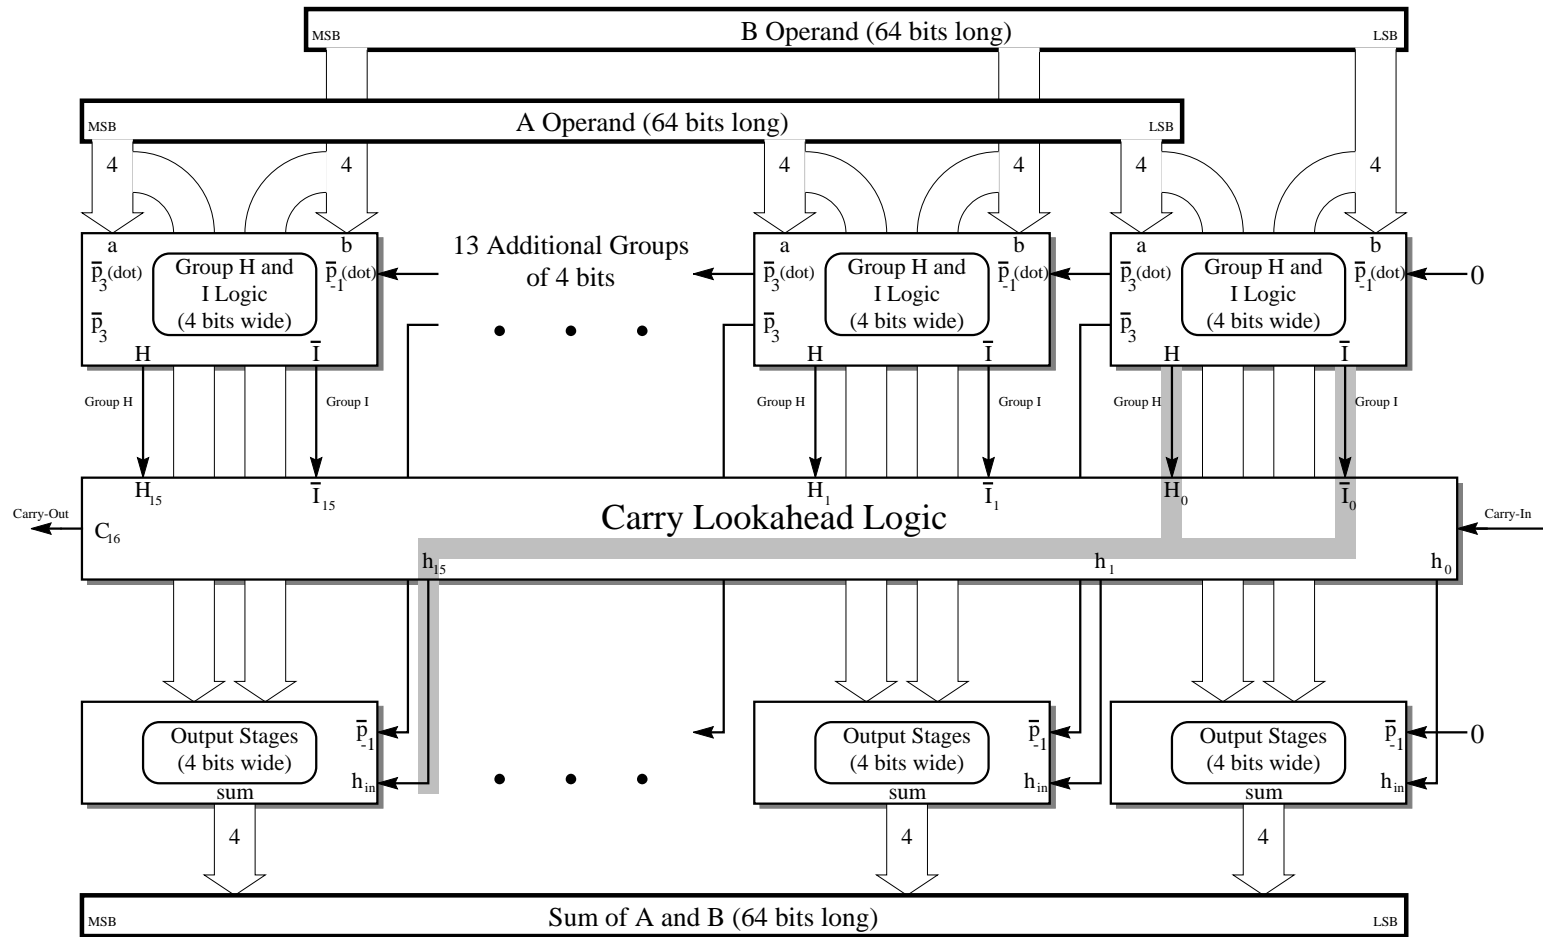 MSB B Operand (64 bits long) LSB
MSB A Operand (64 bits long) LSB
4 4 4 4 4 4
a b 13 Additional Groups of 4 bits a b a b
p̅3(dot) Group H and I Logic (4 bits wide) p̅-1(dot) p̅3(dot) Group H and I Logic (4 bits wide) p̅-1(dot) p̅3(dot) Group H and I Logic (4 bits wide) p̅-1(dot) 0
p̅3 • • • p̅3 p̅3
H I̅ H I̅ H I̅
Group H Group I Group H Group I Group H Group I
H15 I̅15 H1 I̅1 H0 I̅0
Carry-Out C16 Carry Lookahead Logic Carry-In
h15 h1 h0
Output Stages (4 bits wide) p̅-1 Output Stages (4 bits wide) p̅-1 Output Stages (4 bits wide) p̅-1 0
hin • • • hin hin
sum sum sum
4 4 4
MSB Sum of A and B (64 bits long) LSB